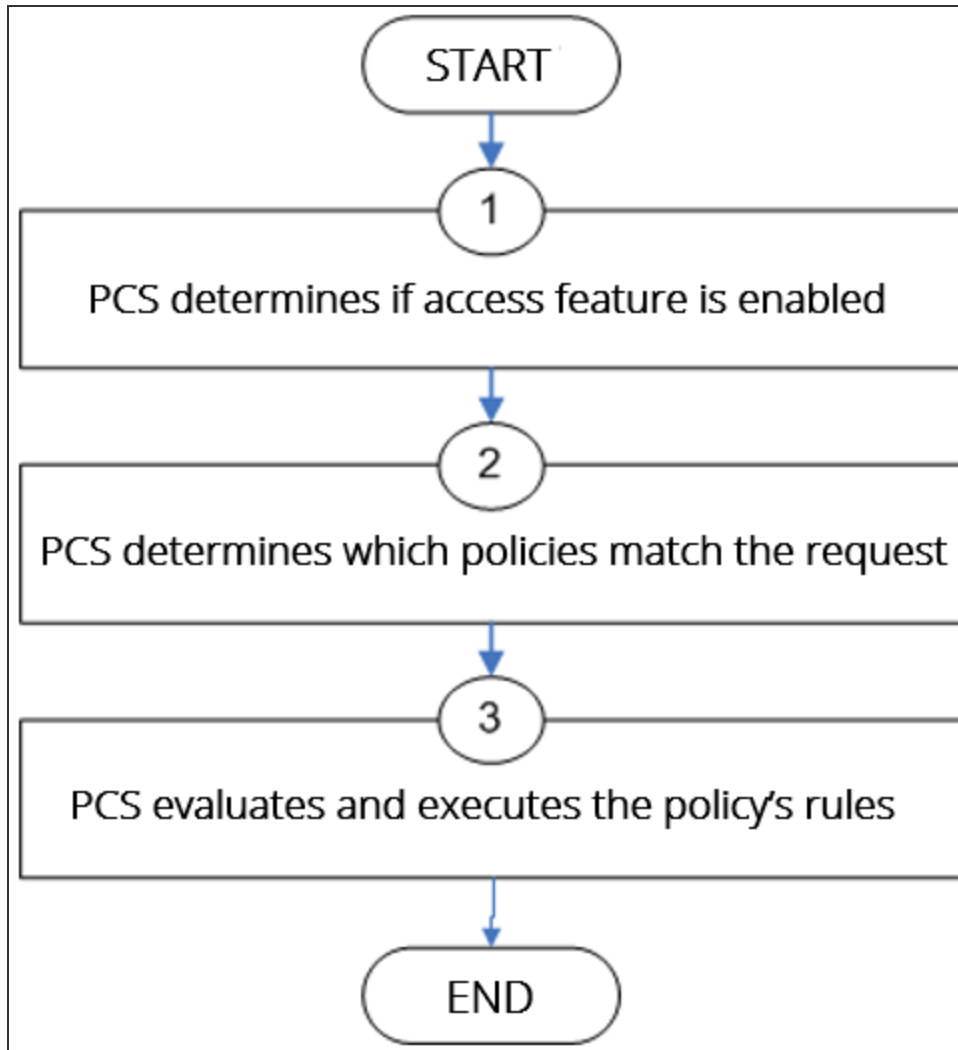 START
1
PCS determines if access feature is enabled
2
PCS determines which policies match the request
3
PCS evaluates and executes the policy’s rules
END